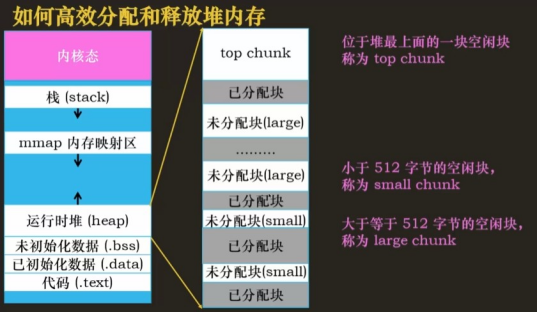 如何高效分配和释放堆内存
内核态
栈 (stack)
mmap 内存映射区
运行时堆 (heap)
未初始化数据 (.bss)
已初始化数据 (.data)
代码 (.text)
top chunk
已分配块
未分配块(large)
………
未分配块(large)
已分配块
未分配块(small)
已分配块
未分配块(small)
已分配块
位于堆最上面的一块空闲块
称为 top chunk
小于 512 字节的空闲块，
称为 small chunk
大于等于 512 字节的空闲块，
称为 large chunk